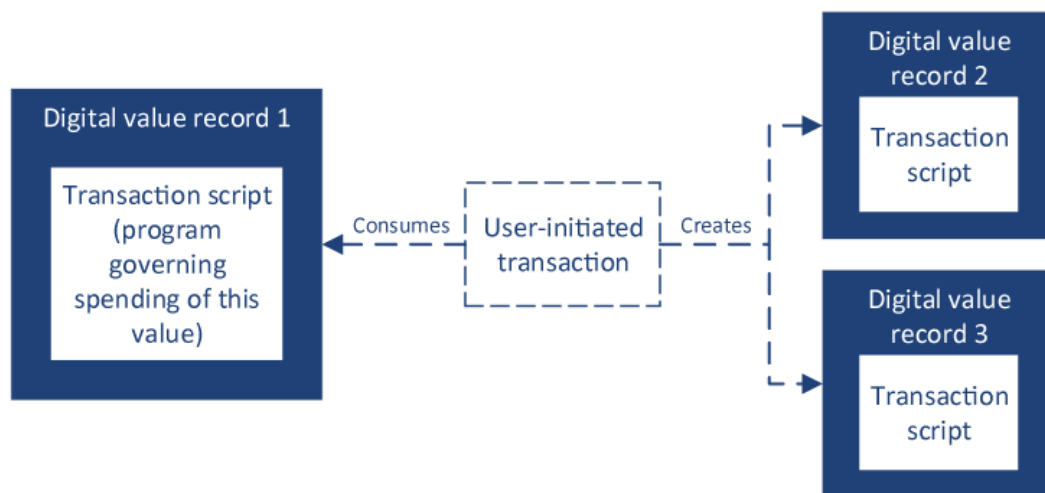 Digital value record 1
Transaction script
(program
governing
spending of this
value)
Consumes
User-initiated
transaction
Creates
Digital value
record 2
Transaction
script
Digital value
record 3
Transaction
script